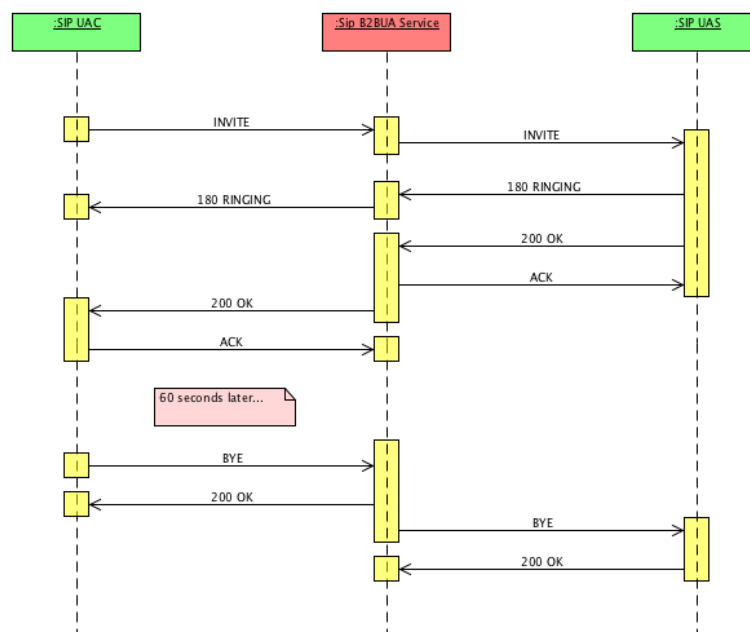 :SIP UAC
:Sip B2BUA Service
:SIP UAS
INVITE
INVITE
180 RINGING
180 RINGING
200 OK
ACK
200 OK
ACK
60 seconds later...
BYE
200 OK
BYE
200 OK